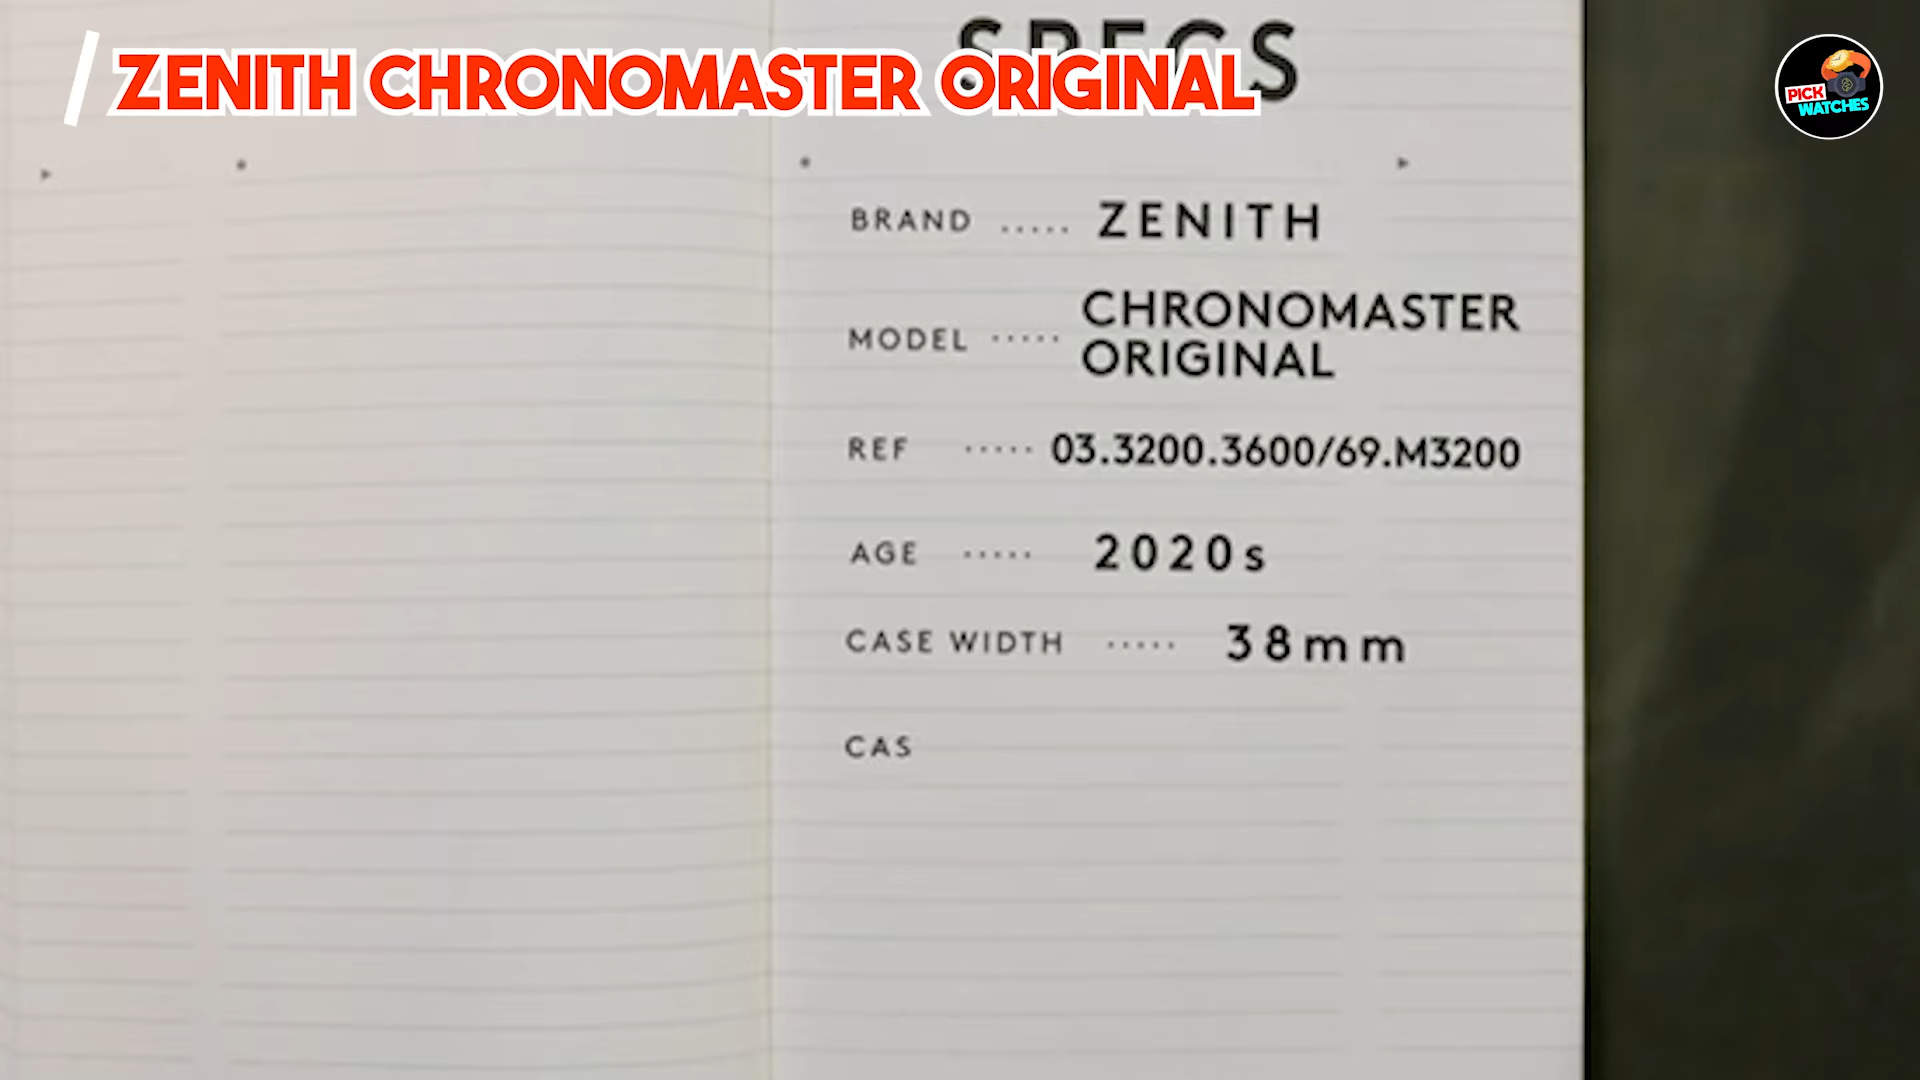 SPECS
ZENITH CHRONOMASTER ORIGINAL
PICK
WATCHES
BRAND ..... ZENITH
MODEL ..... CHRONOMASTER
ORIGINAL
REF ..... 03.3200.3600/69.M3200
AGE ..... 2020s
CASE WIDTH ..... 38mm
CAS